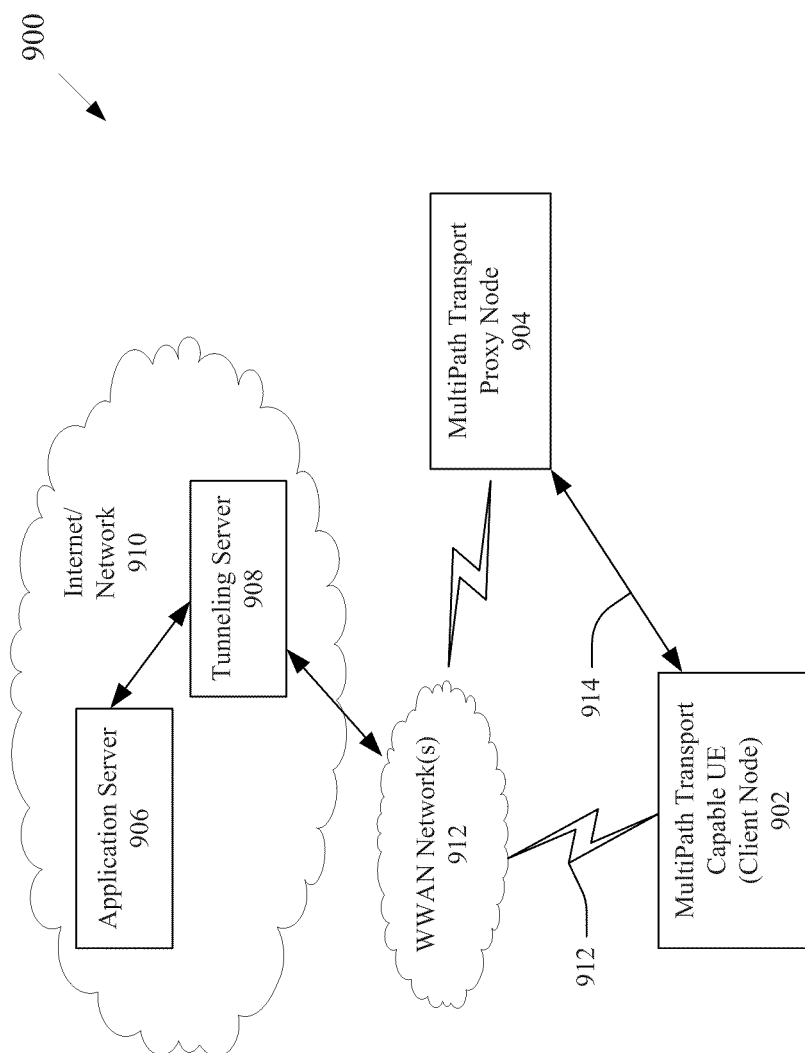 900
Internet/
Network
910
Application Server
906
Tunneling Server
908
WWAN Network(s)
912
MultiPath Transport
Proxy Node
904
912
914
MultiPath Transport
Capable UE
(Client Node)
902